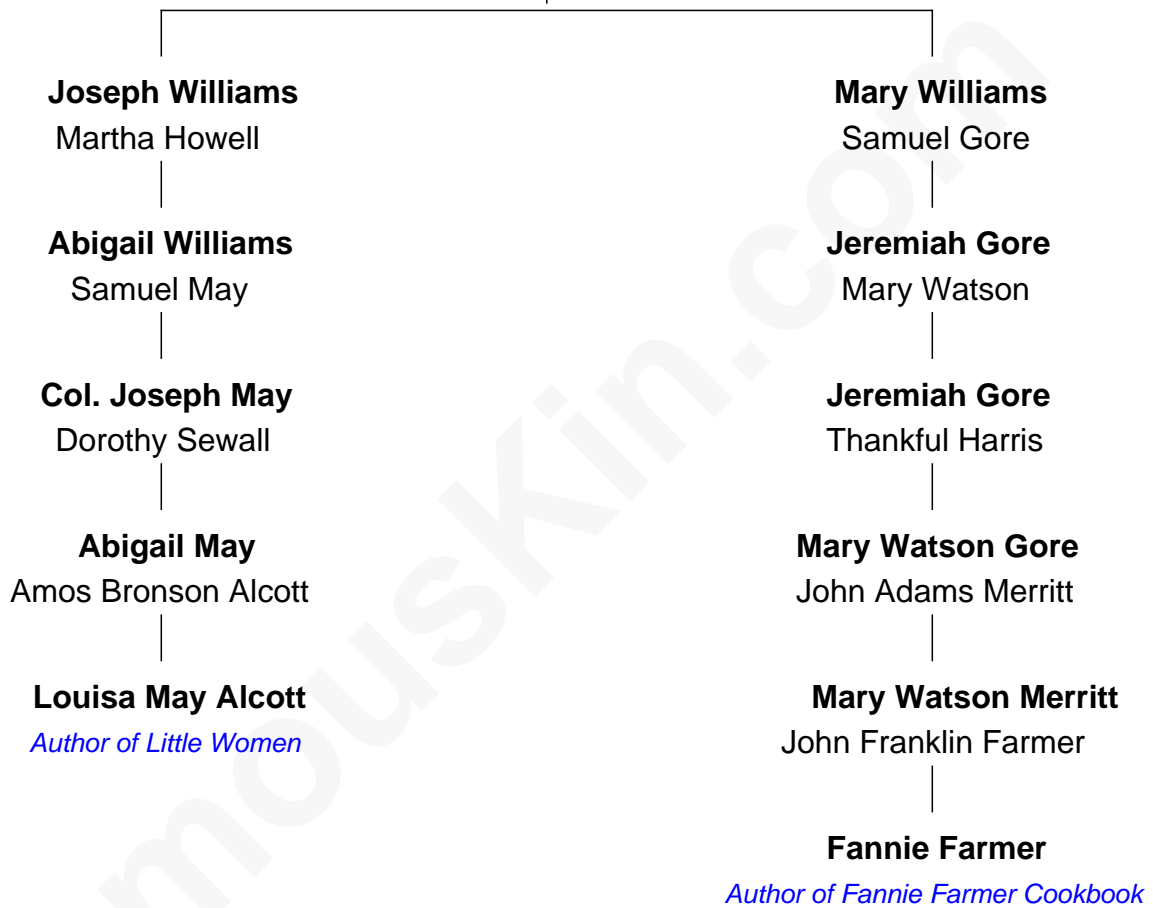 Joseph Williams
Martha Howell
Mary Williams
Samuel Gore
Abigail Williams
Samuel May
Jeremiah Gore
Mary Watson
Col. Joseph May
Dorothy Sewall
Jeremiah Gore
Thankful Harris
Abigail May
Amos Bronson Alcott
Mary Watson Gore
John Adams Merritt
Louisa May Alcott
Author of Little Women
Mary Watson Merritt
John Franklin Farmer
Fannie Farmer
Author of Fannie Farmer Cookbook
mousKin.com